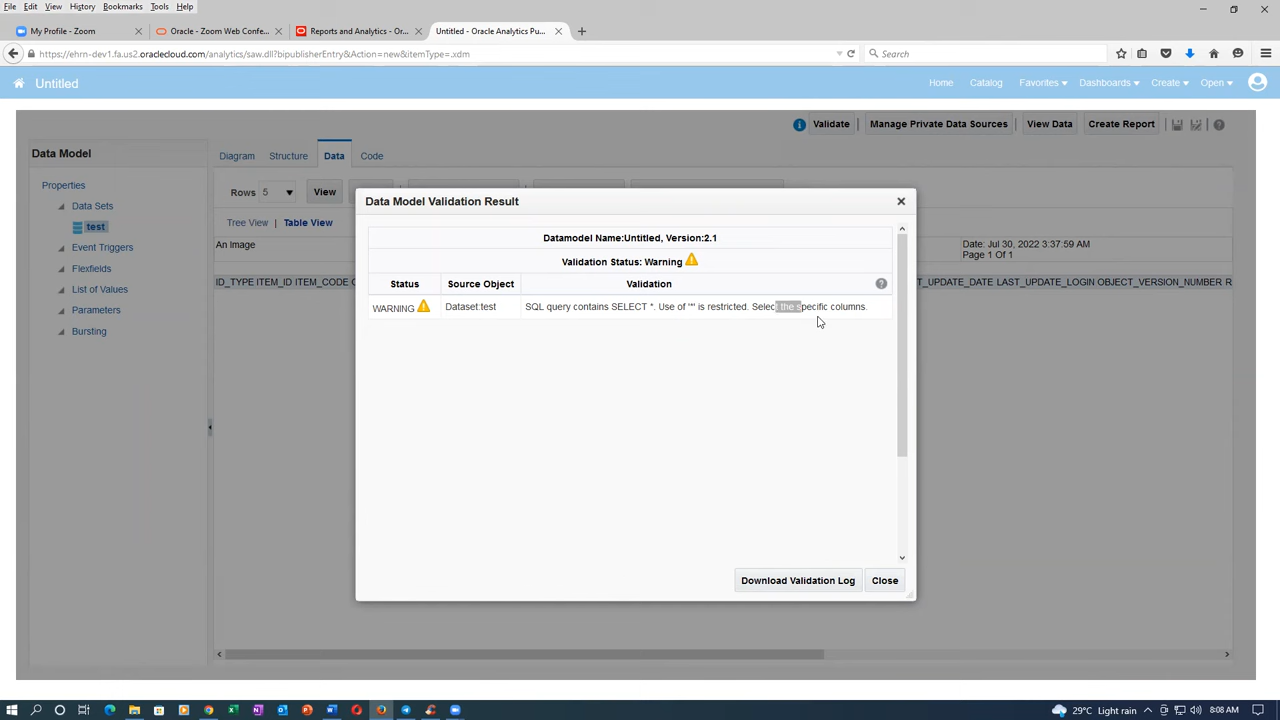 File Edit View History Bookmarks Tools Help
My Profile - Zoom
Oracle - Zoom Web Confe...
Reports and Analytics - Or...
Untitled - Oracle Analytics Pu...
https://ehrn-dev1.fa.us2.oraclecloud.com/analytics/saw.dll?bipublisherEntry&Action=new&itemType=.xdm
Search
Untitled
Home Catalog Favorites Dashboards Create Open
Validate Manage Private Data Sources View Data Create Report
Data Model
Diagram Structure Data Code
Properties
Data Sets
test
Event Triggers
Flexfields
List of Values
Parameters
Bursting
Rows 5 View
Tree View | Table View
An Image
Date: Jul 30, 2022 3:37:59 AM
Page 1 Of 1
ID_TYPE ITEM_ID ITEM_CODE
T_UPDATE_DATE LAST_UPDATE_LOGIN OBJECT_VERSION_NUMBER R
Data Model Validation Result
Datamodel Name:Untitled, Version:2.1
Validation Status: Warning
Status Source Object Validation
WARNING Dataset:test SQL query contains SELECT *. Use of '*' is restricted. Select the specific columns.
Download Validation Log Close
29°C Light rain 8:08 AM